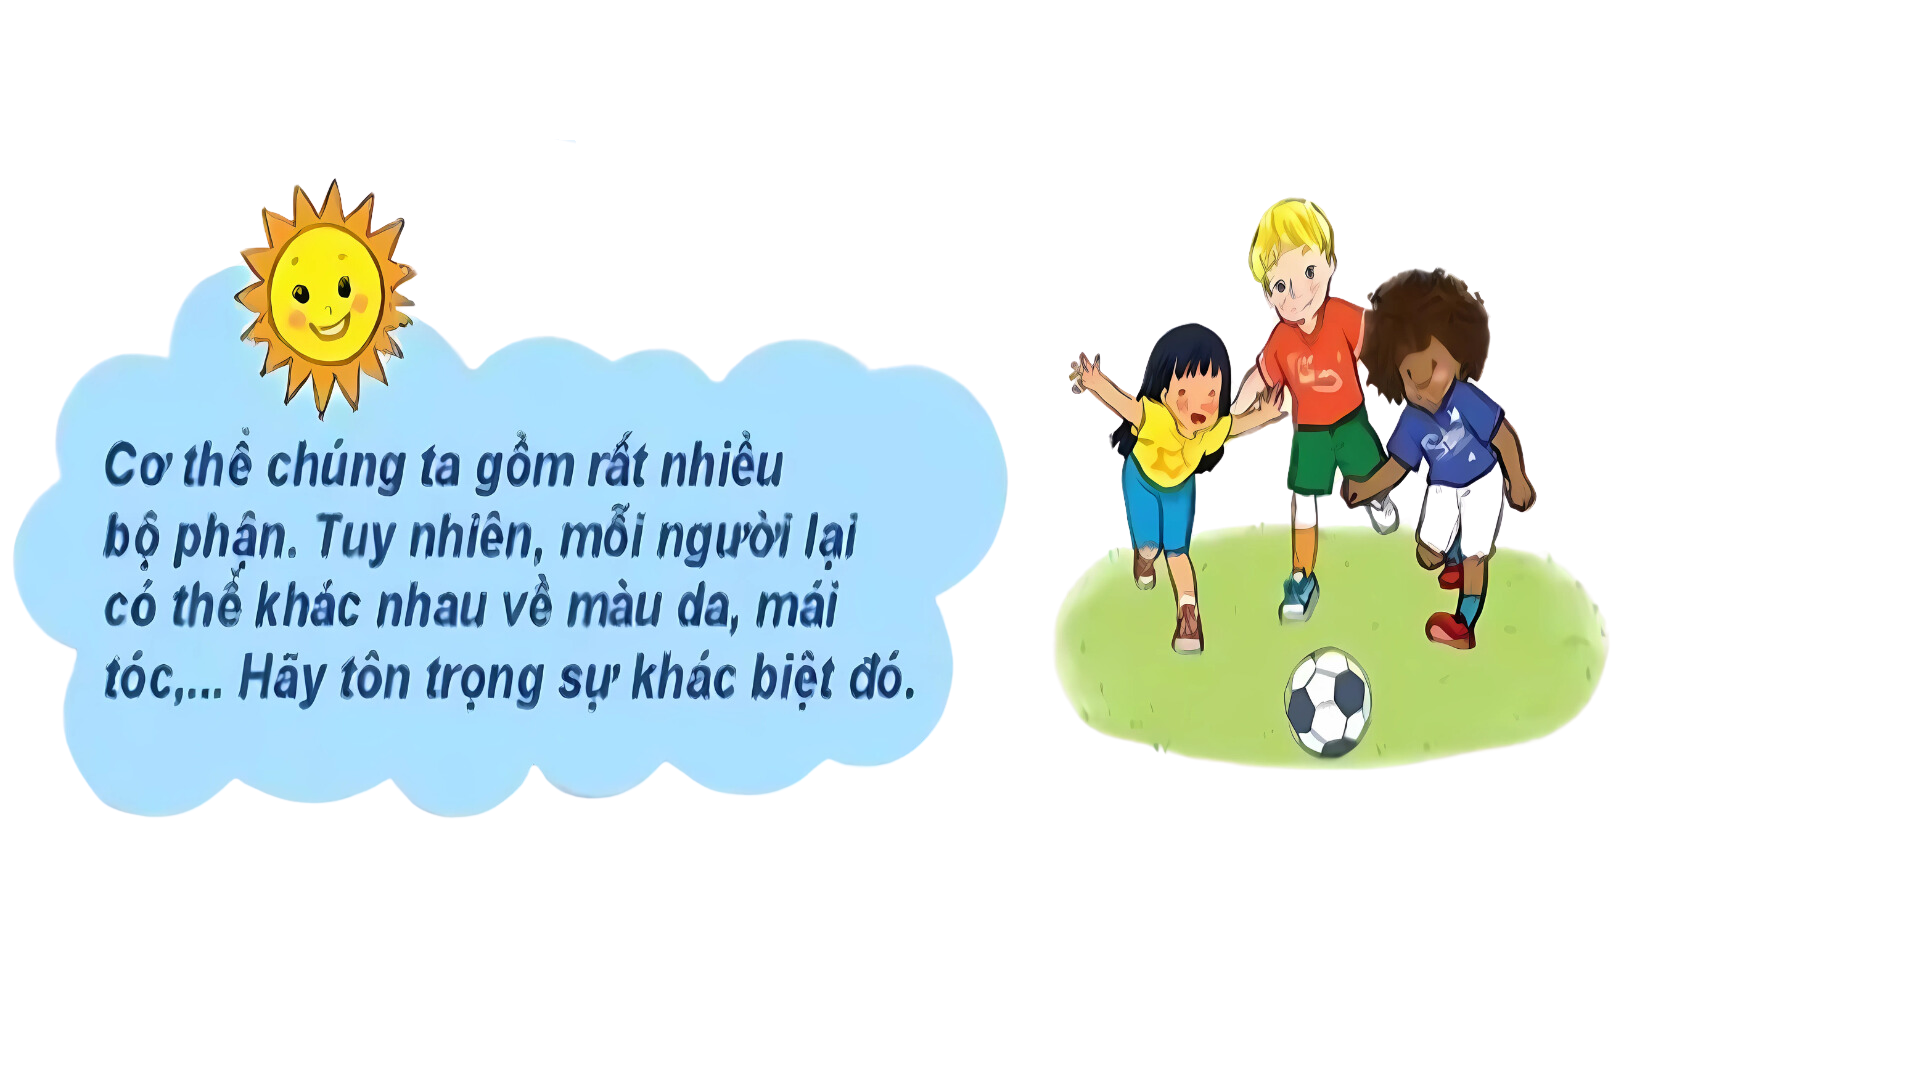 Cơ thể chúng ta gồm rất nhiều
bộ phận. Tuy nhiên, mỗi người lại
có thể khác nhau về màu da, mái
tóc,... Hãy tôn trọng sự khác biệt đó.